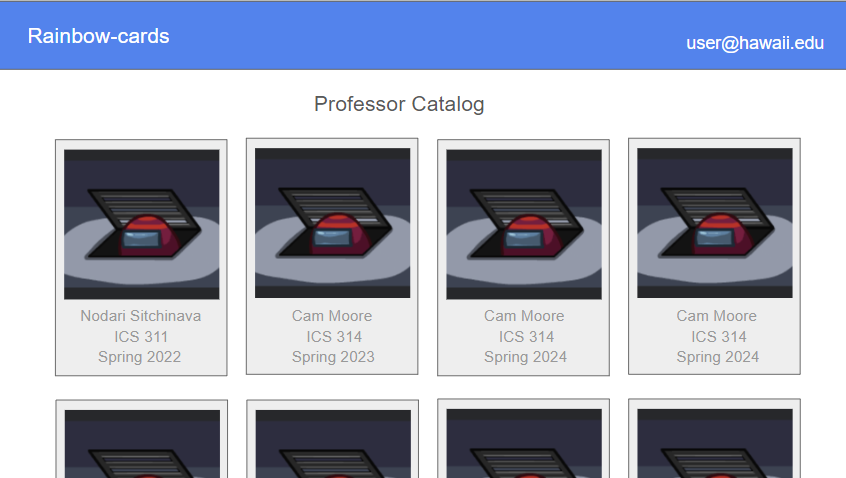 Rainbow-cards
user@hawaii.edu
Professor Catalog
Nodari Sitchinava
ICS 311
Spring 2022
Cam Moore
ICS 314
Spring 2023
Cam Moore
ICS 314
Spring 2024
Cam Moore
ICS 314
Spring 2024